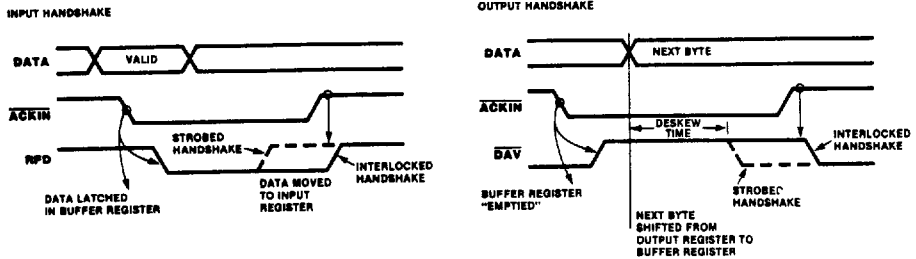 INPUT HANDSHAKE
DATA
VALID
ACKIN
RFD
STROBED
HANDSHAKE
INTERLOCKED
HANDSHAKE
DATA LATCHED
IN BUFFER REGISTER
DATA MOVED
TO INPUT
REGISTER
OUTPUT HANDSHAKE
DATA
NEXT BYTE
ACKIN
DESKEW
TIME
DAV
INTERLOCKED
HANDSHAKE
STROBED
HANDSHAKE
BUFFER REGISTER
"EMPTIED"
NEXT BYTE
SHIFTED FROM
OUTPUT REGISTER TO
BUFFER REGISTER